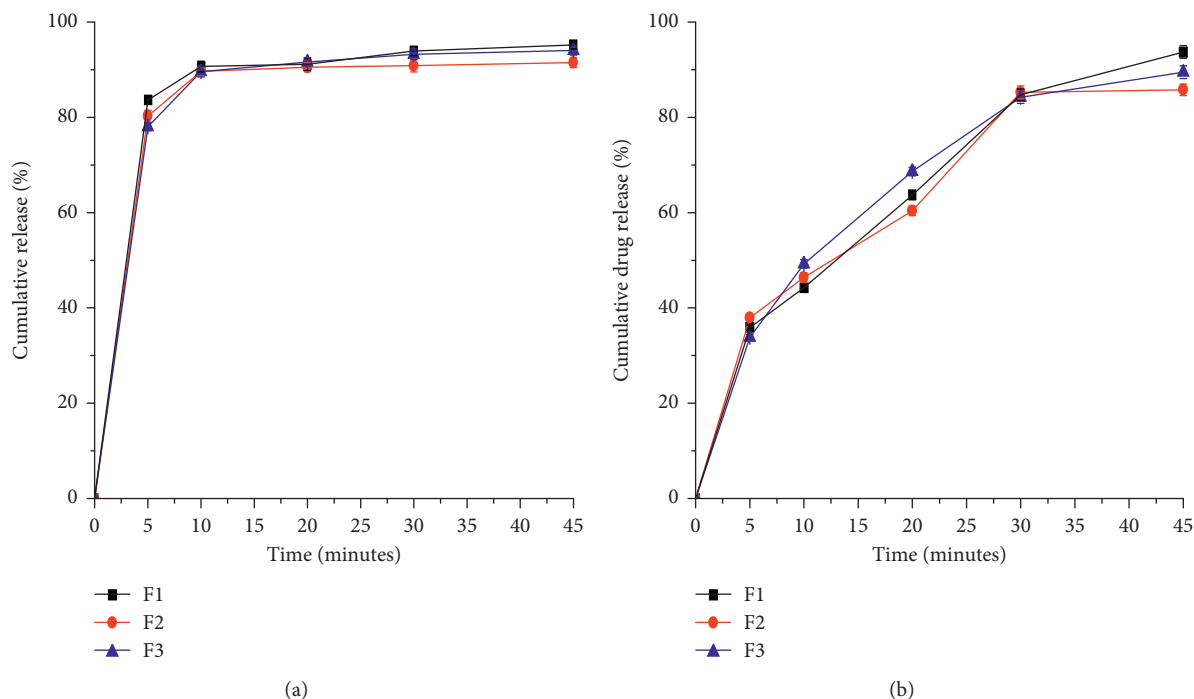 100
80
60
40
20
0
Cumulative release (%)
0 5 10 15 20 25 30 35 40 45
Time (minutes)
F1
F2
F3
(a)
100
80
60
40
20
0
Cumulative drug release (%)
0 5 10 15 20 25 30 35 40 45
Time (minutes)
F1
F2
F3
(b)